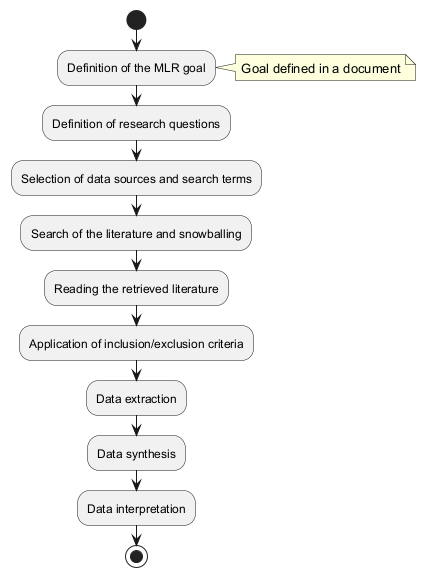 Definition of the MLR goal
Goal defined in a document
Definition of research questions
Selection of data sources and search terms
Search of the literature and snowballing
Reading the retrieved literature
Application of inclusion/exclusion criteria
Data extraction
Data synthesis
Data interpretation